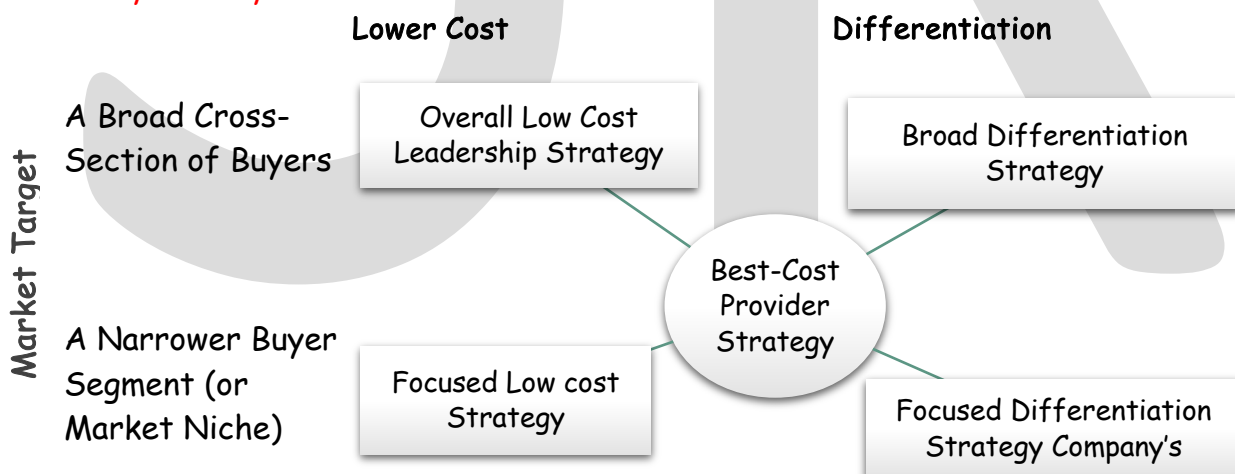 Lower Cost
Differentiation
Market Target
A Broad Cross-
Section of Buyers
Overall Low Cost
Leadership Strategy
Broad Differentiation
Strategy
Best-Cost
Provider
Strategy
A Narrower Buyer
Segment (or
Market Niche)
Focused Low cost
Strategy
Focused Differentiation
Strategy Company's